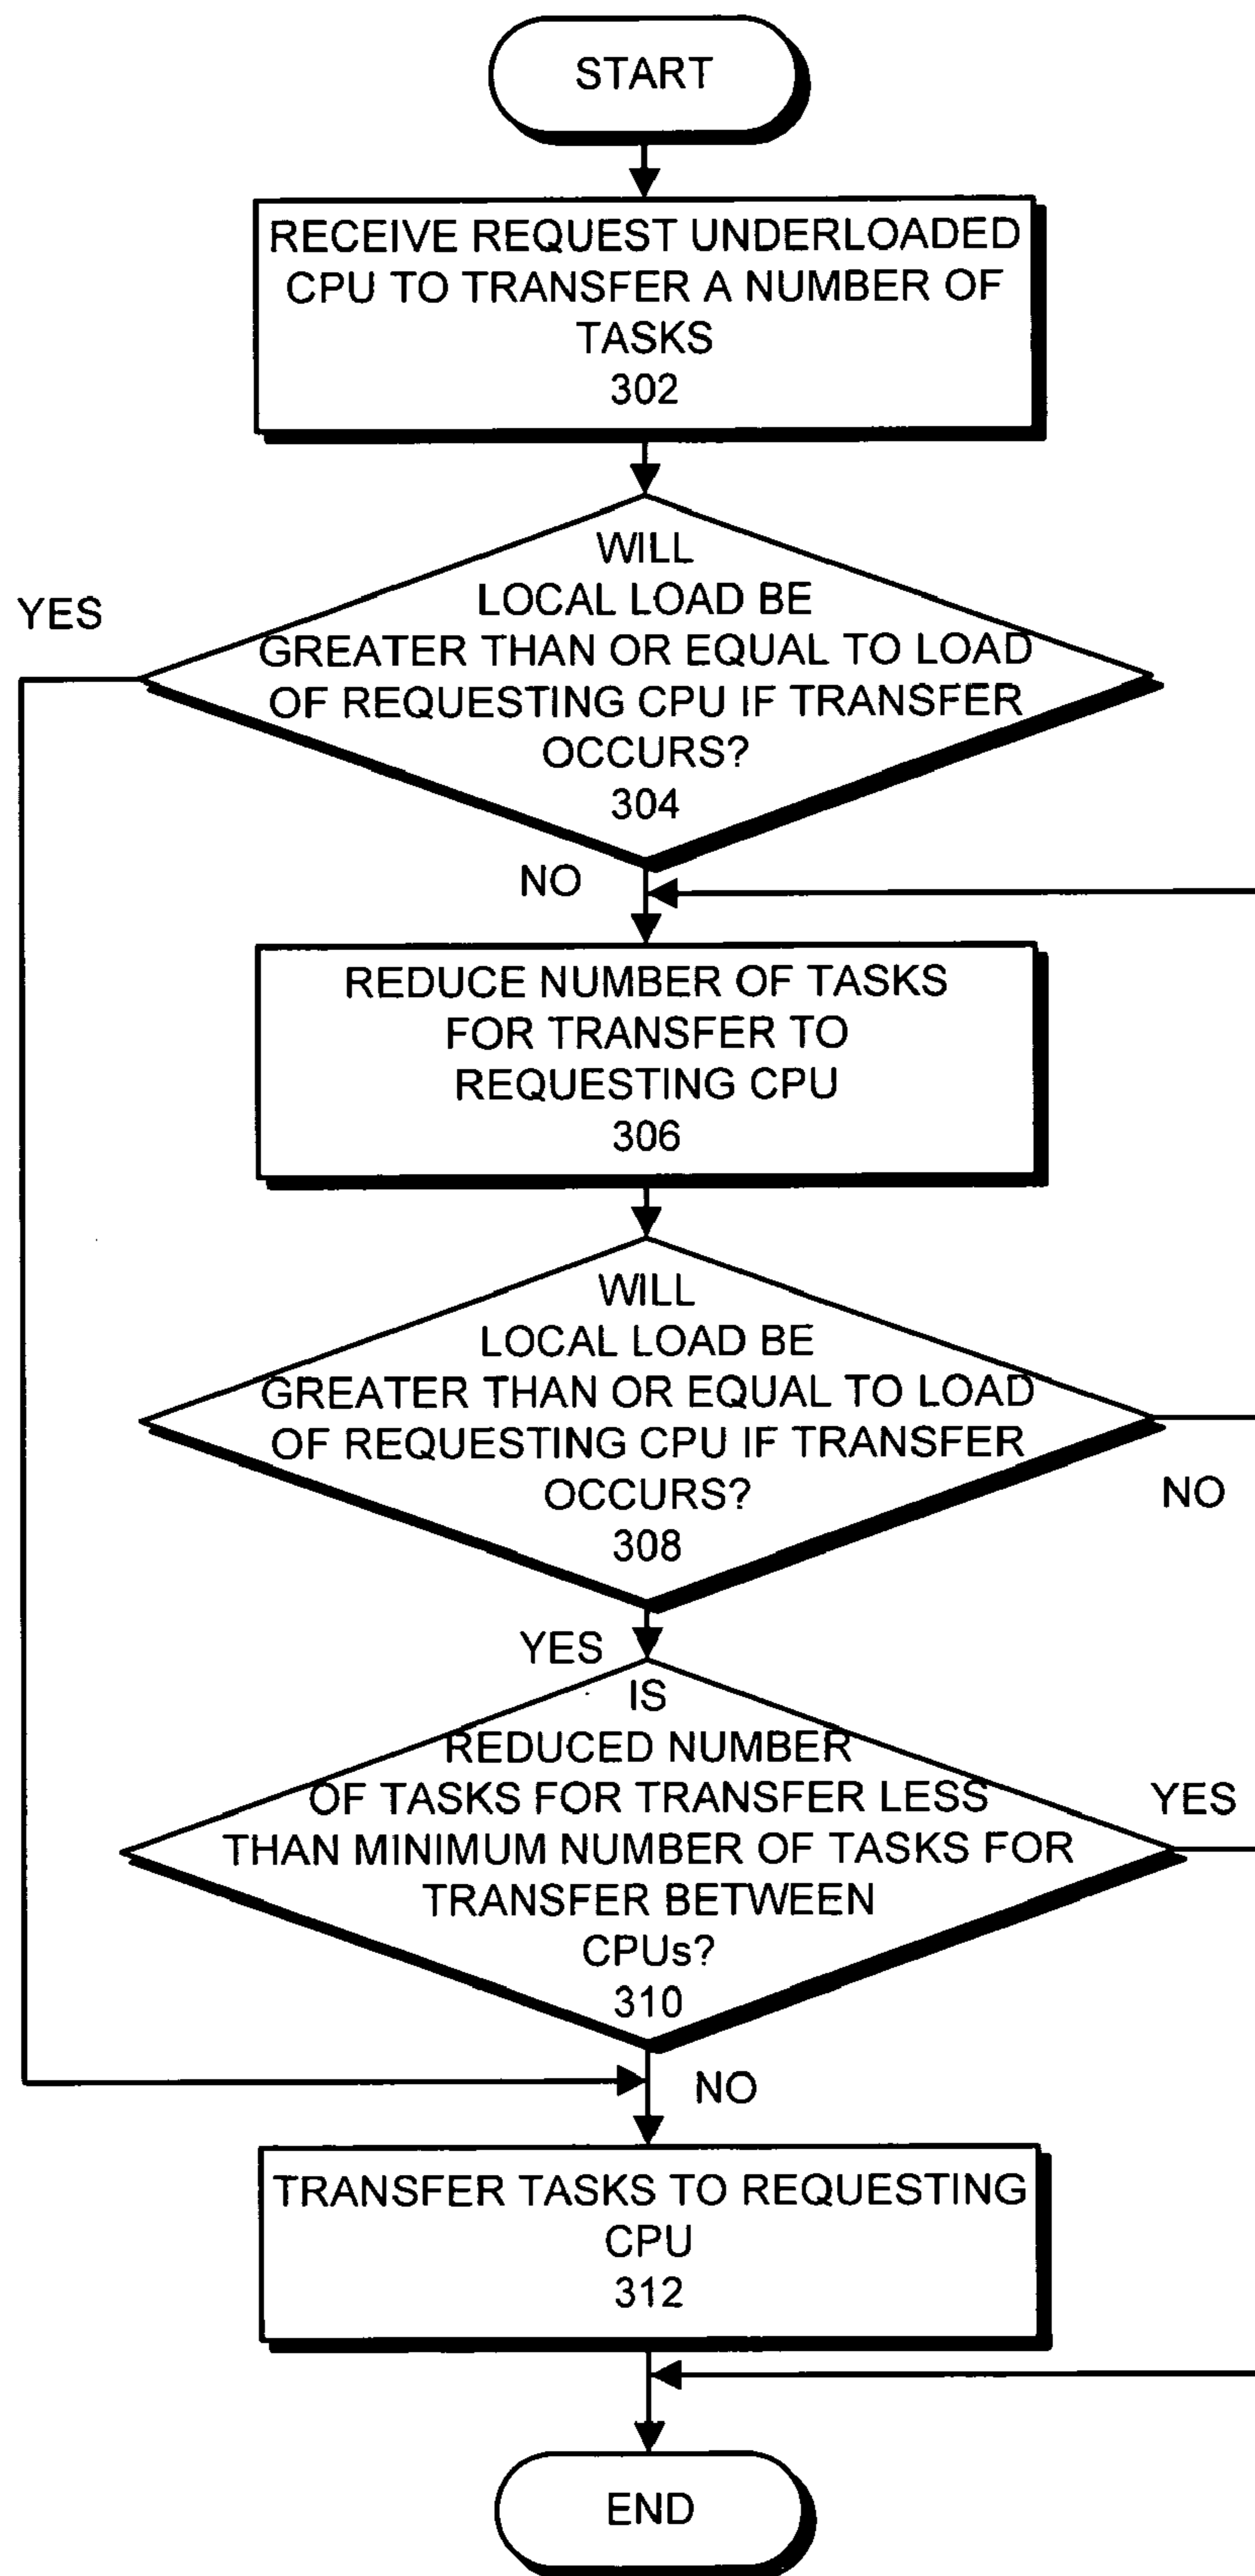 START
RECEIVE REQUEST UNDERLOADED
CPU TO TRANSFER A NUMBER OF
TASKS
302
WILL
LOCAL LOAD BE
GREATER THAN OR EQUAL TO LOAD
OF REQUESTING CPU IF TRANSFER
OCCURS?
304
YES
NO
REDUCE NUMBER OF TASKS
FOR TRANSFER TO
REQUESTING CPU
306
WILL
LOCAL LOAD BE
GREATER THAN OR EQUAL TO LOAD
OF REQUESTING CPU IF TRANSFER
OCCURS?
308
NO
YES
IS
REDUCED NUMBER
OF TASKS FOR TRANSFER LESS
THAN MINIMUM NUMBER OF TASKS FOR
TRANSFER BETWEEN
CPUs?
310
YES
NO
TRANSFER TASKS TO REQUESTING
CPU
312
END